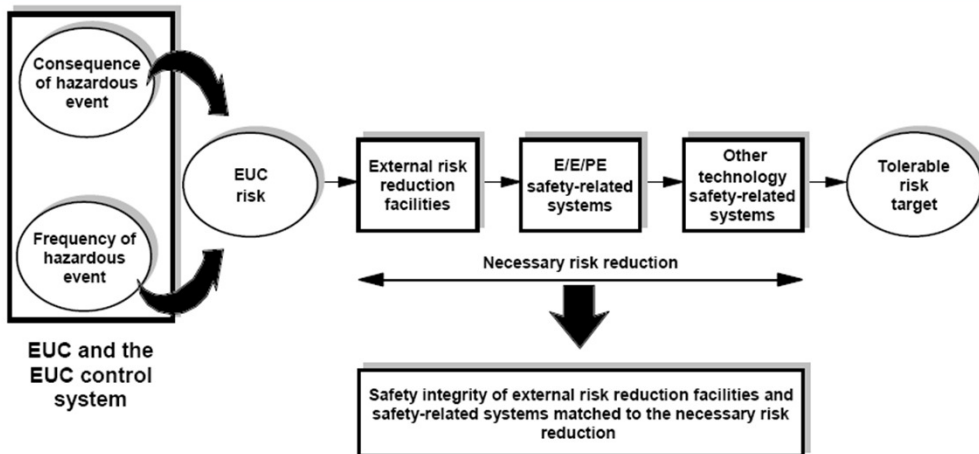 Consequence
of hazardous
event
Frequency of
hazardous
event
EUC and the
EUC control
system
EUC
risk
External risk
reduction
facilities
E/E/PE
safety-related
systems
Other
technology
safety-related
systems
Tolerable
risk
target
Necessary risk reduction
Safety integrity of external risk reduction facilities and
safety-related systems matched to the necessary risk
reduction